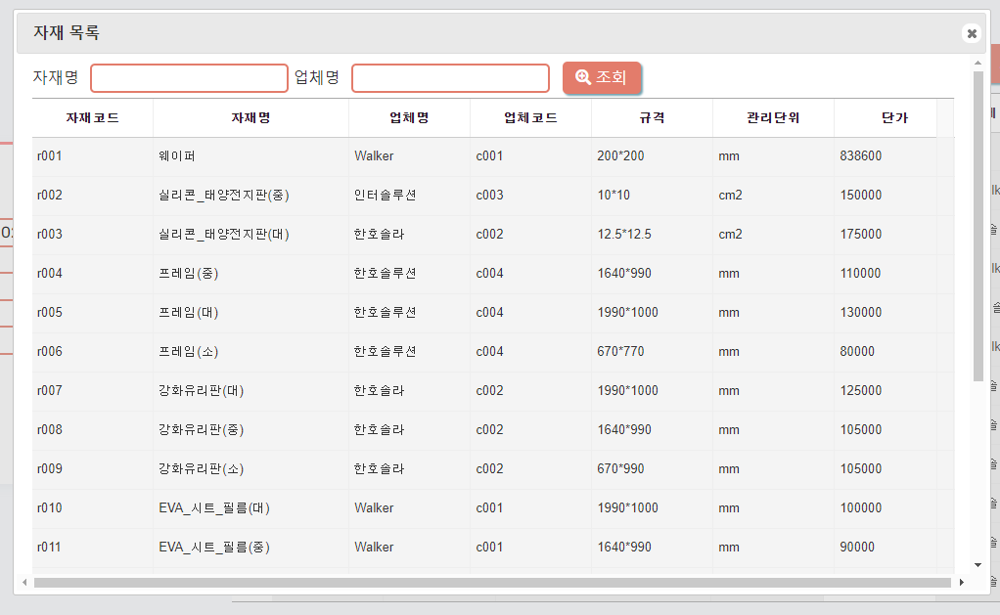 자재 목록
자재명 업체명 조회
자재코드 자재명 업체명 업체코드 규격 관리단위 단가
r001 웨이퍼 Walker c001 200*200 mm 838600
r002 실리콘_태양전지판(중) 인터솔루션 c003 10*10 cm2 150000
r003 실리콘_태양전지판(대) 한호솔라 c002 12.5*12.5 cm2 175000
r004 프레임(중) 한호솔루션 c004 1640*990 mm 110000
r005 프레임(대) 한호솔루션 c004 1990*1000 mm 130000
r006 프레임(소) 한호솔루션 c004 670*770 mm 80000
r007 강화유리판(대) 한호솔라 c002 1990*1000 mm 125000
r008 강화유리판(중) 한호솔라 c002 1640*990 mm 105000
r009 강화유리판(소) 한호솔라 c002 670*990 mm 105000
r010 EVA_시트_필름(대) Walker c001 1990*1000 mm 100000
r011 EVA_시트_필름(중) Walker c001 1640*990 mm 90000